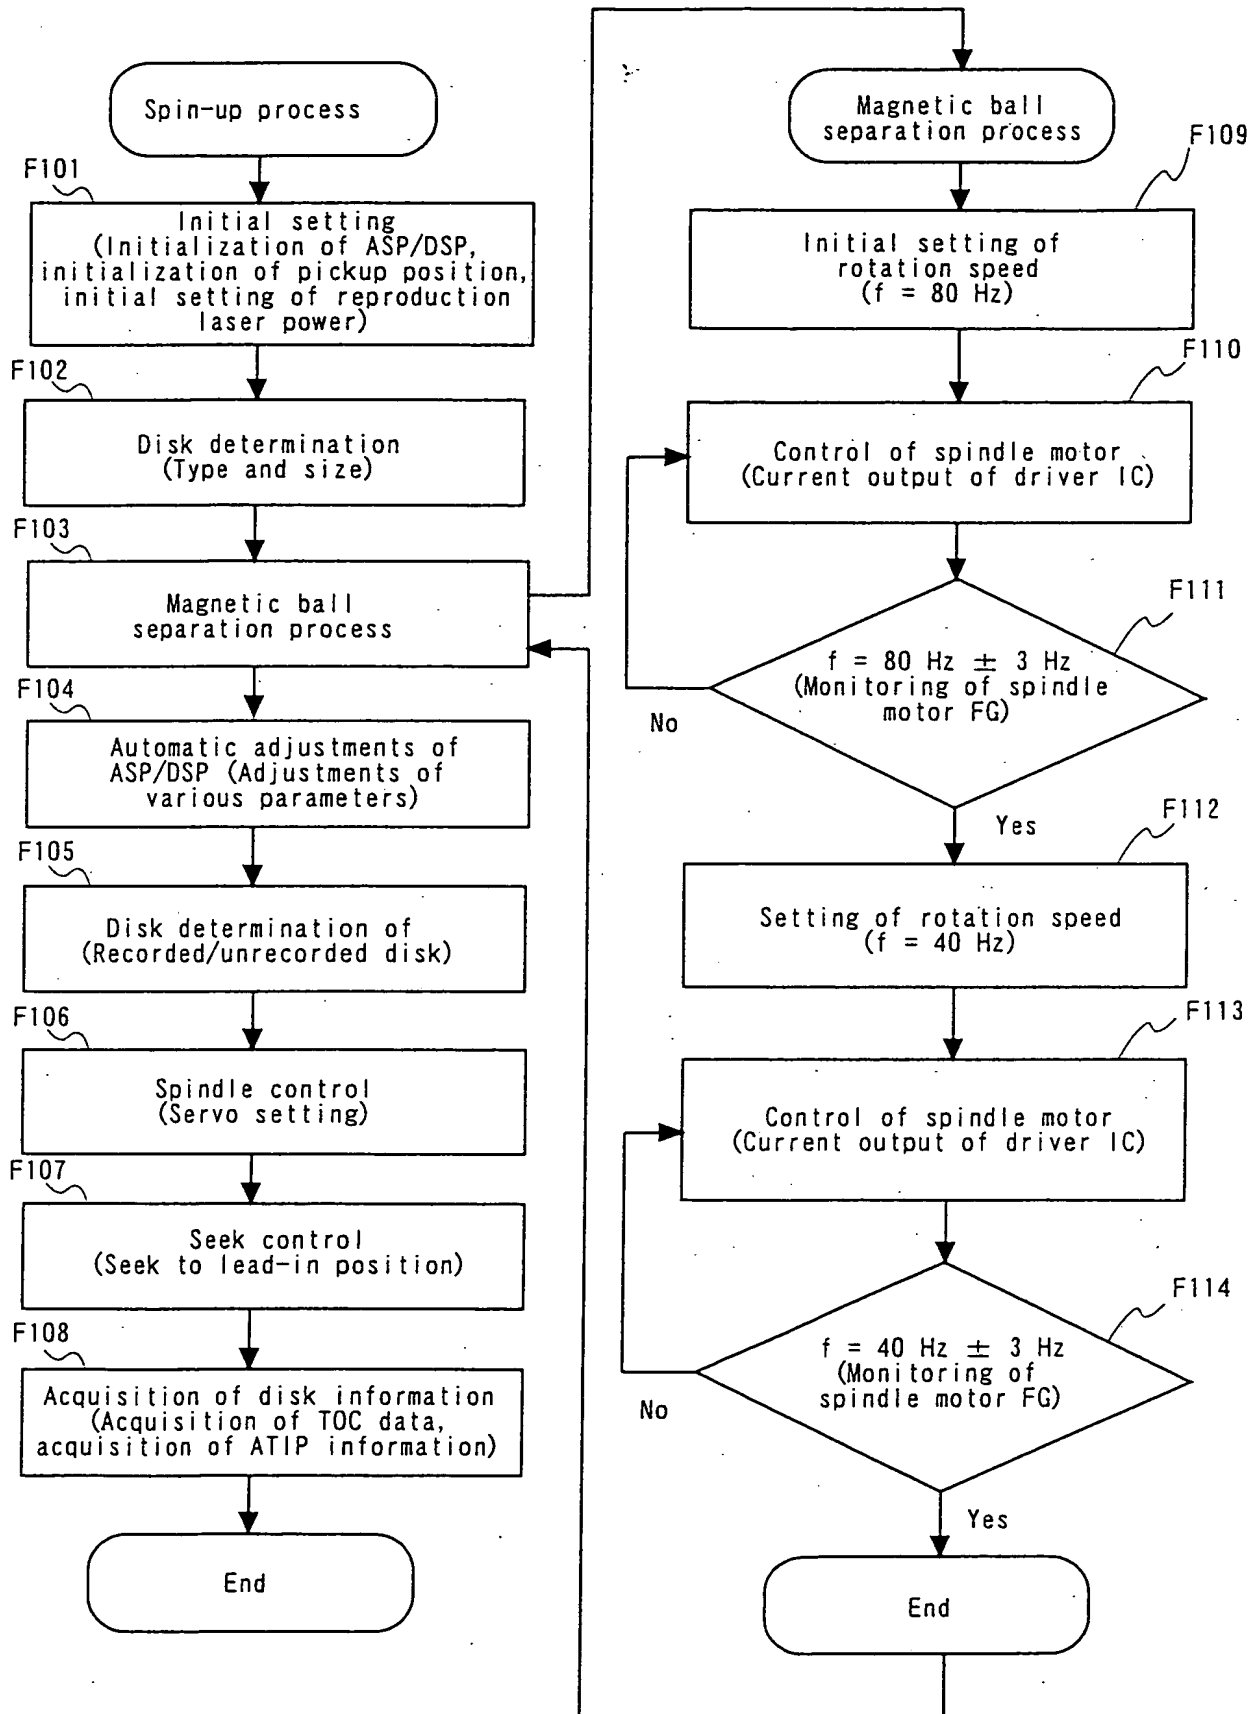 Spin-up process
F101
Initial setting
(Initialization of ASP/DSP,
initialization of pickup position,
initial setting of reproduction
laser power)
F102
Disk determination
(Type and size)
F103
Magnetic ball
separation process
F104
Automatic adjustments of
ASP/DSP (Adjustments of
various parameters)
F105
Disk determination of
(Recorded/unrecorded disk)
F106
Spindle control
(Servo setting)
F107
Seek control
(Seek to lead-in position)
F108
Acquisition of disk information
(Acquisition of TOC data,
acquisition of ATIP information)
End
Magnetic ball
separation process
F109
Initial setting of
rotation speed
(f = 80 Hz)
F110
Control of spindle motor
(Current output of driver IC)
F111
f = 80 Hz ± 3 Hz
(Monitoring of spindle
motor FG)
No
Yes
F112
Setting of rotation speed
(f = 40 Hz)
F113
Control of spindle motor
(Current output of driver IC)
F114
f = 40 Hz ± 3 Hz
(Monitoring of
spindle motor FG)
No
Yes
End